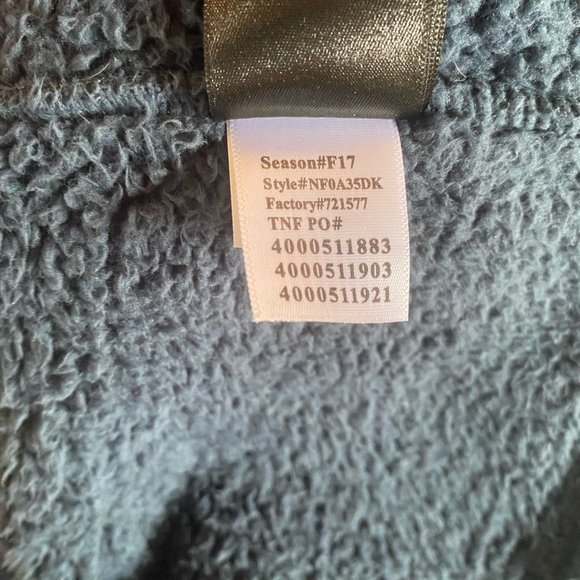 Season#F17
Style#NF0A35DK
Factory#721577
TNF PO#
4000511883
4000511903
4000511921